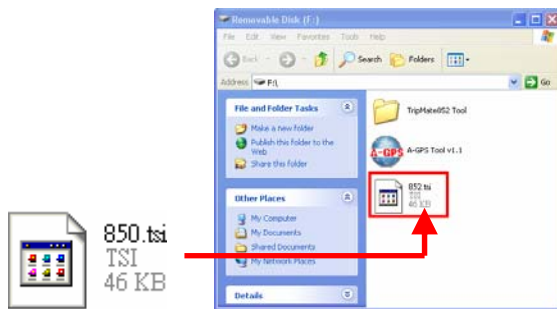 Removable Disk (F:)
File Edit View Favorites Tools Help
Back Search Folders
Address F:\ Go
File and Folder Tasks
Make a new folder
Publish this folder to the Web
Share this folder
Other Places
My Computer
My Documents
Shared Documents
My Network Places
Details
TripMate852 Tool
A-GPS
A-GPS Tool v1.1
852.tsi
TSI
46 KB
850.tsi
TSI
46 KB